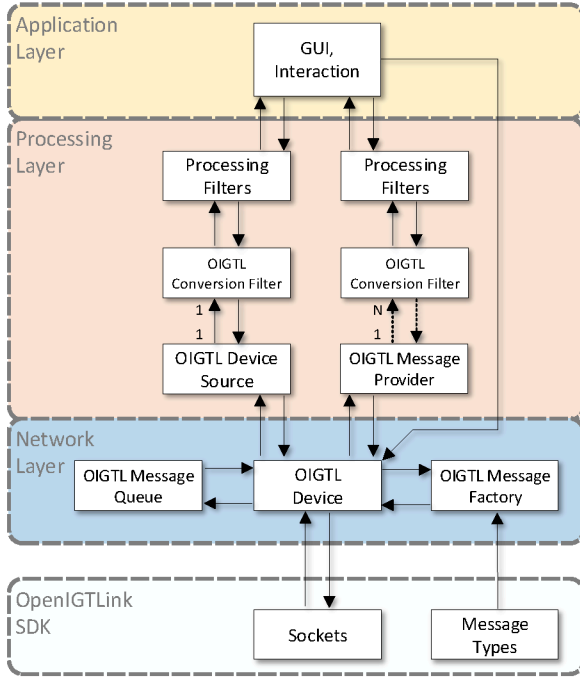 Application
Layer
GUI,
Interaction
Processing
Layer
Processing
Filters
Processing
Filters
OIGTL
Conversion Filter
OIGTL
Conversion Filter
1
1
N
1
OIGTL Device
Source
OIGTL Message
Provider
Network
Layer
OIGTL Message
Queue
OIGTL
Device
OIGTL Message
Factory
OpenIGTLink
SDK
Sockets
Message
Types